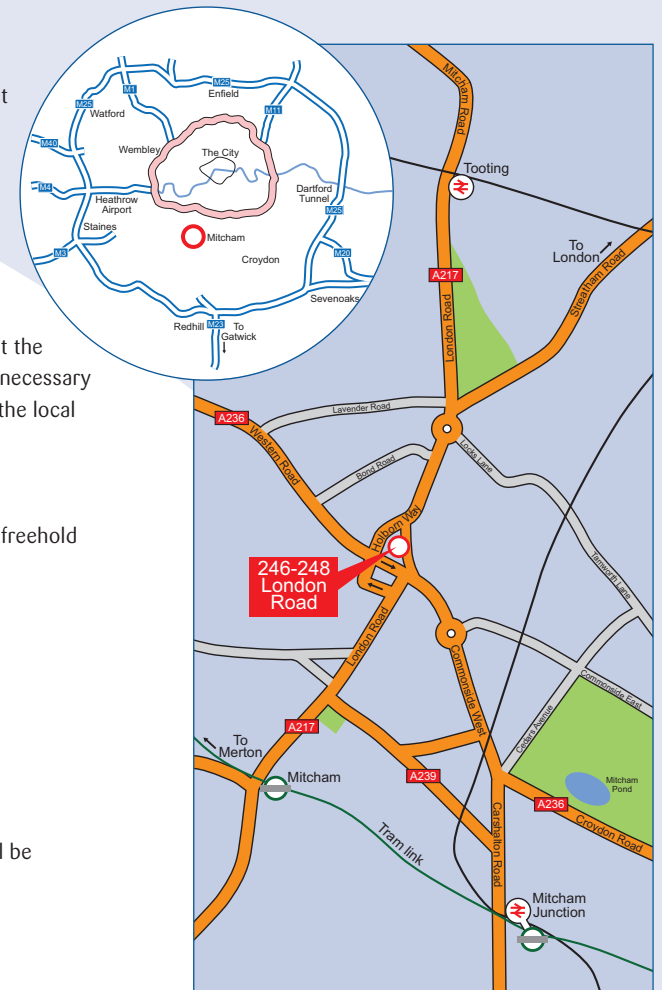 t
t the
necessary
the local
freehold
l be
M25
M1
M25
Enfield
Watford
M11
M40
Wembley
The City
M4
Heathrow
Airport
Dartford
Tunnel
M25
Staines
Mitcham
M3
Croydon
M20
Sevenoaks
Redhill
M23
To
Gatwick
Mitcham Road
Tooting
To
London
Streatham Road
A217
London Road
Lavender Road
A236
Western Road
Bond Road
Locks Lane
Holborn Way
246-248
London
Road
Tamworth Lane
London Road
Commonside West
Commonside East
Cedars Avenue
A217
To
Merton
Mitcham
A239
Mitcham
Pond
A236
Croydon Road
Tram link
Carshalton Road
Mitcham
Junction